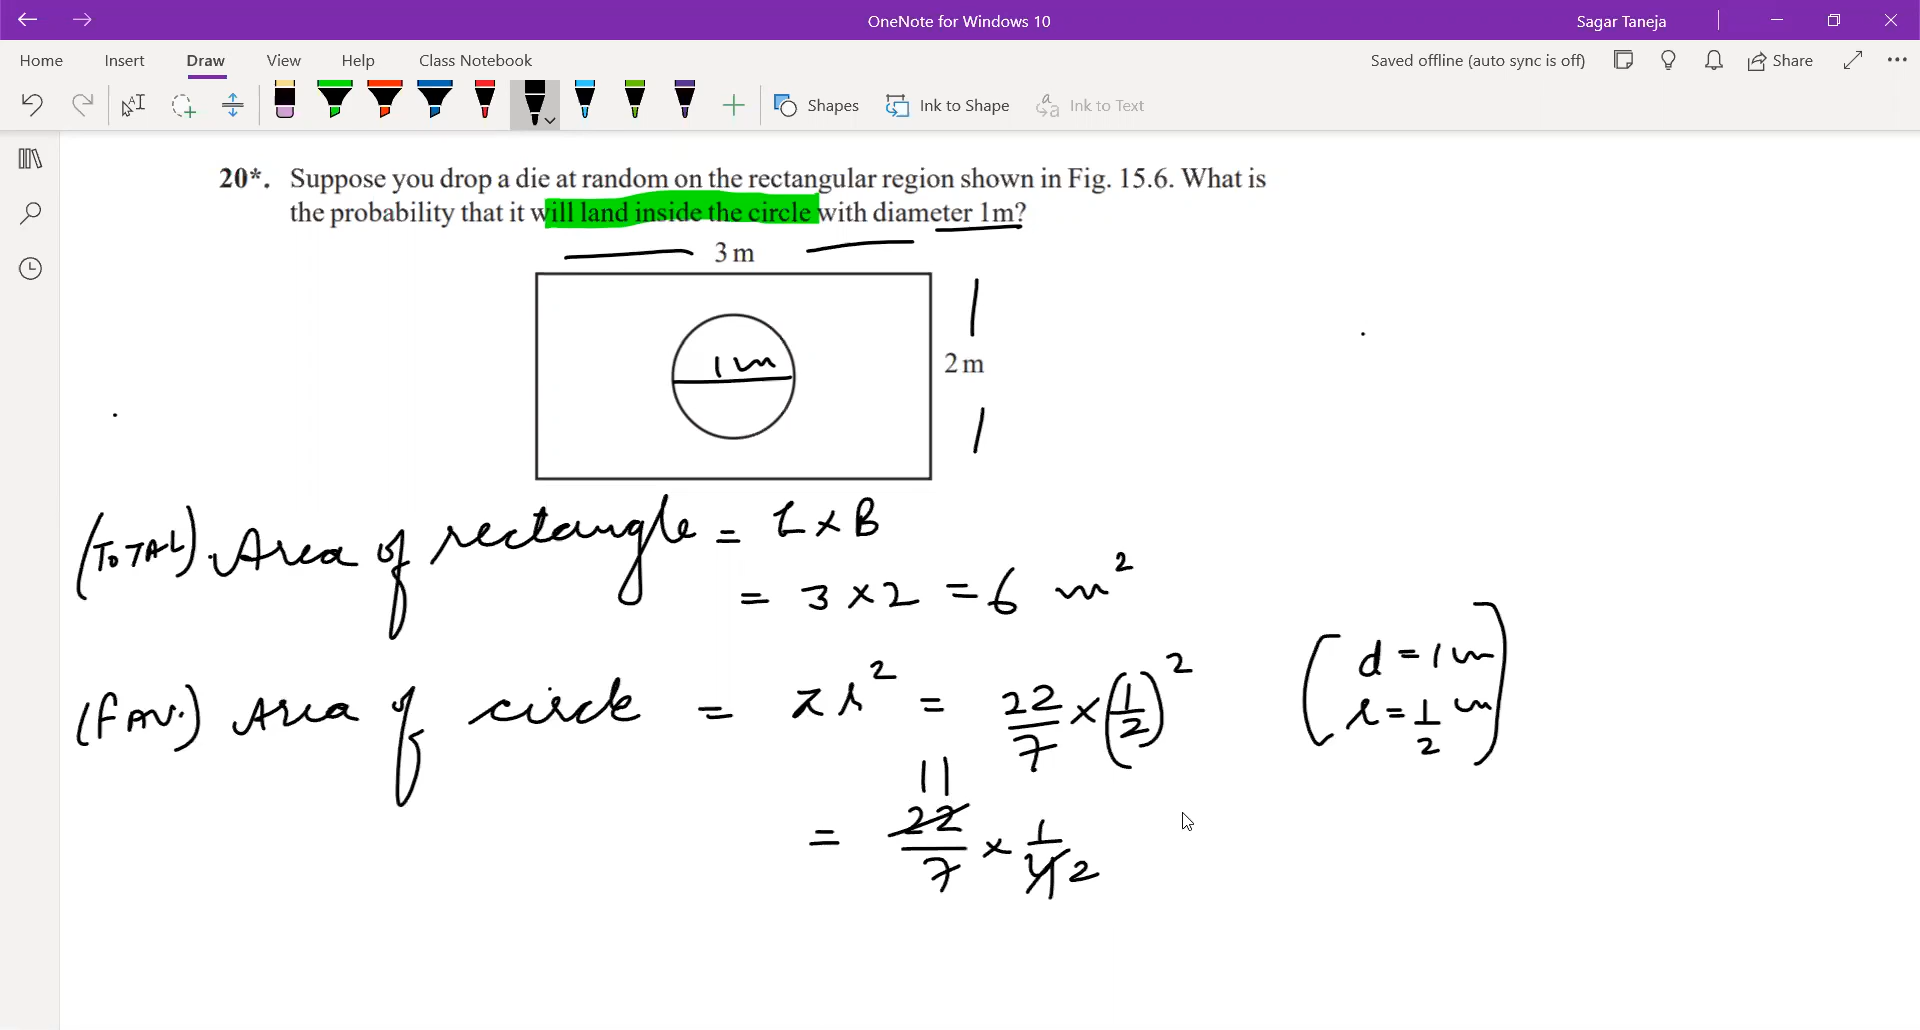 OneNote for Windows 10
Sagar Taneja
Home Insert Draw View Help Class Notebook
Saved offline (auto sync is off) Share
Shapes Ink to Shape Ink to Text
20*. Suppose you drop a die at random on the rectangular region shown in Fig. 15.6. What is
the probability that it will land inside the circle with diameter 1m?
3 m
1 m
2 m
(TOTAL) Area of rectangle = L × B
= 3 × 2 = 6 m²
(FAV.) Area of circle = πr² = 22/7 × (1/2)²
[d = 1 m
r = 1/2 m]
11
= 22/7 × 1/4 2